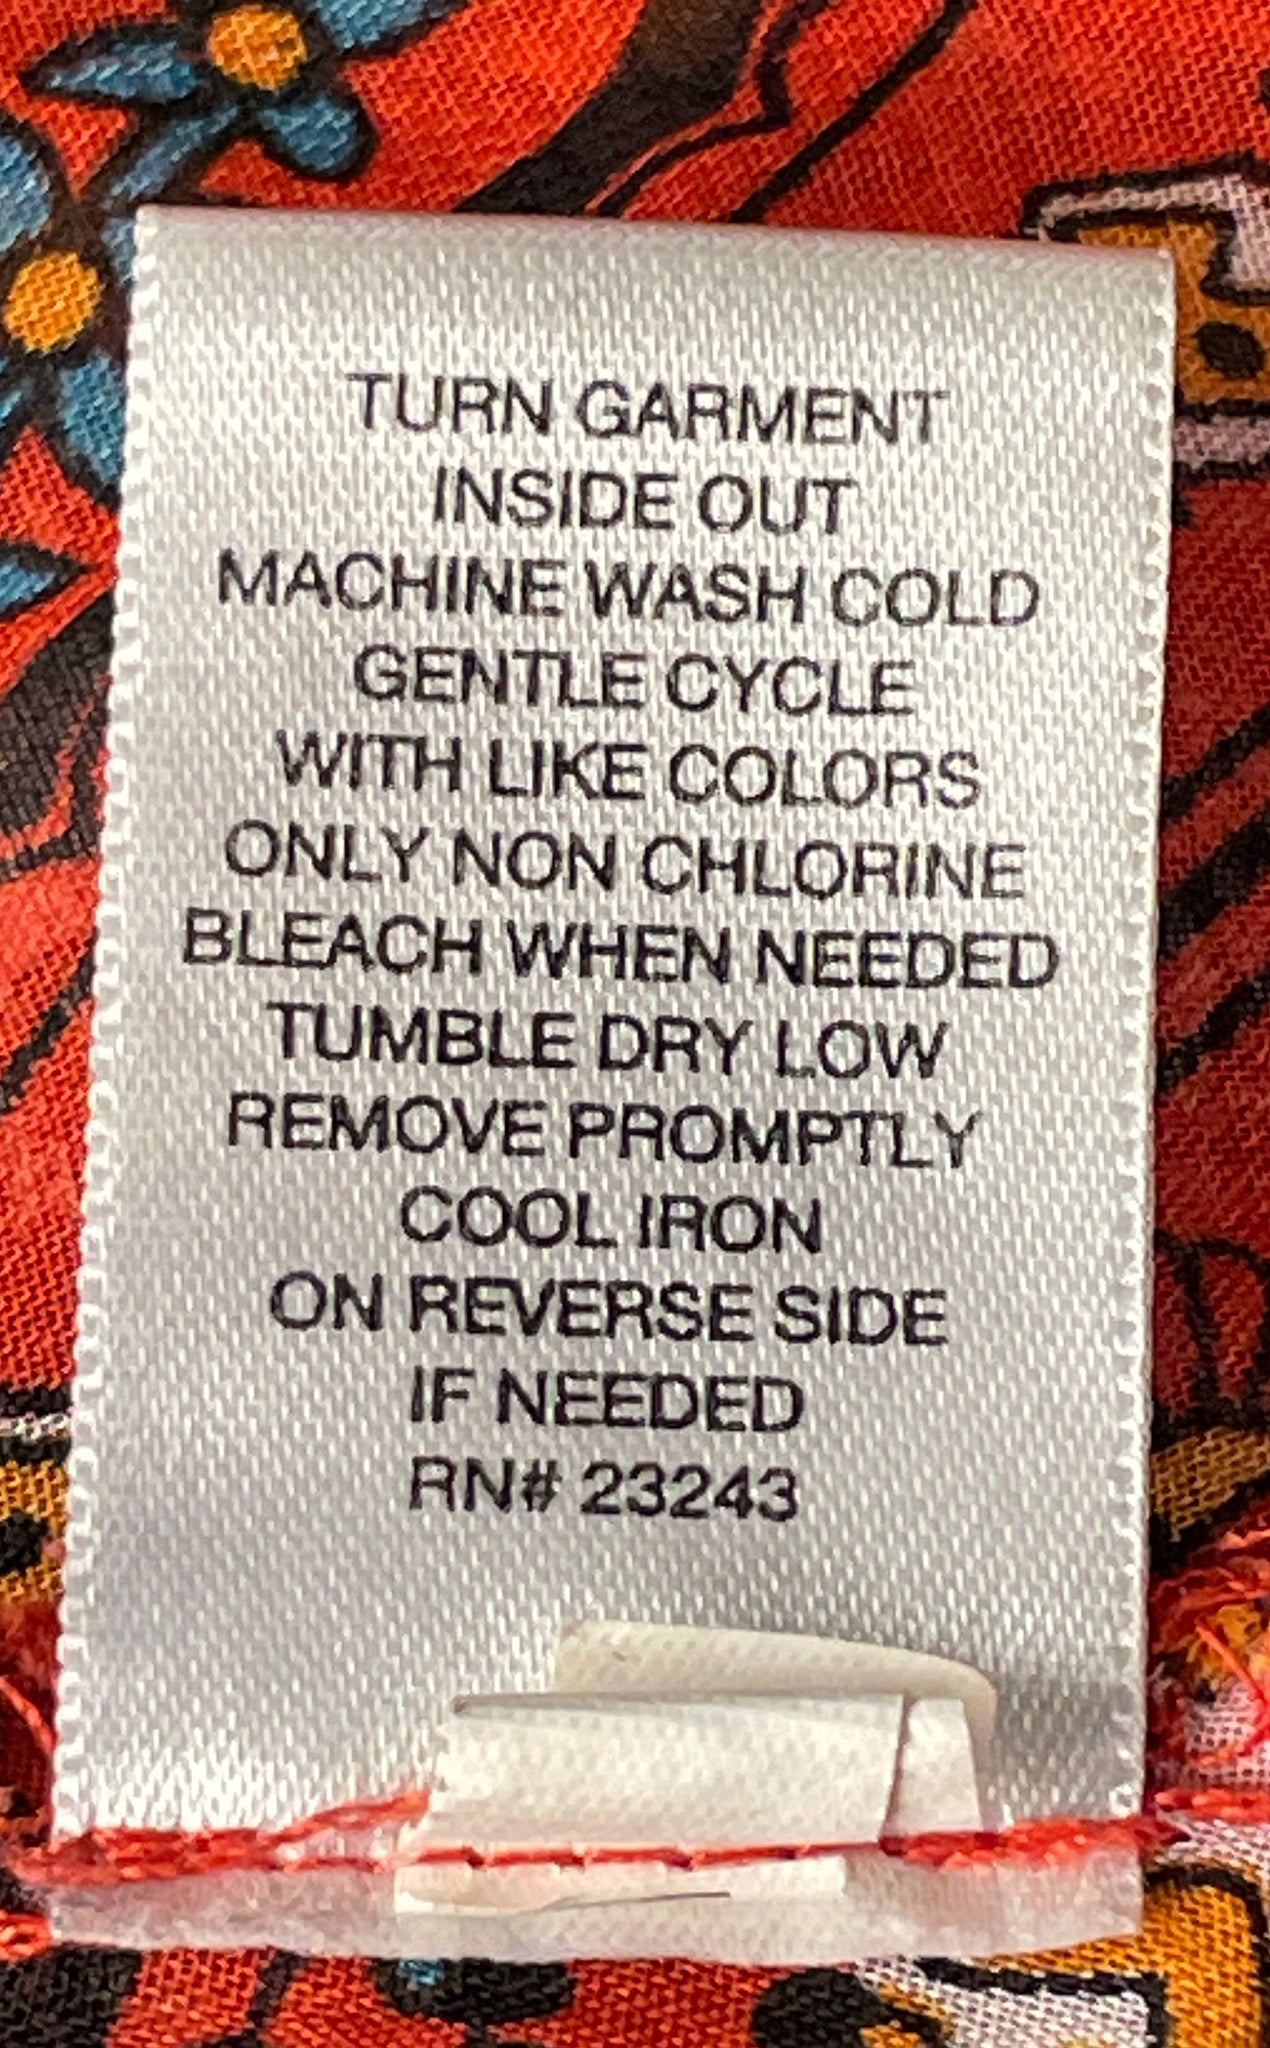 TURN GARMENT
INSIDE OUT
MACHINE WASH COLD
GENTLE CYCLE
WITH LIKE COLORS
ONLY NON CHLORINE
BLEACH WHEN NEEDED
TUMBLE DRY LOW
REMOVE PROMPTLY
COOL IRON
ON REVERSE SIDE
IF NEEDED
RN# 23243